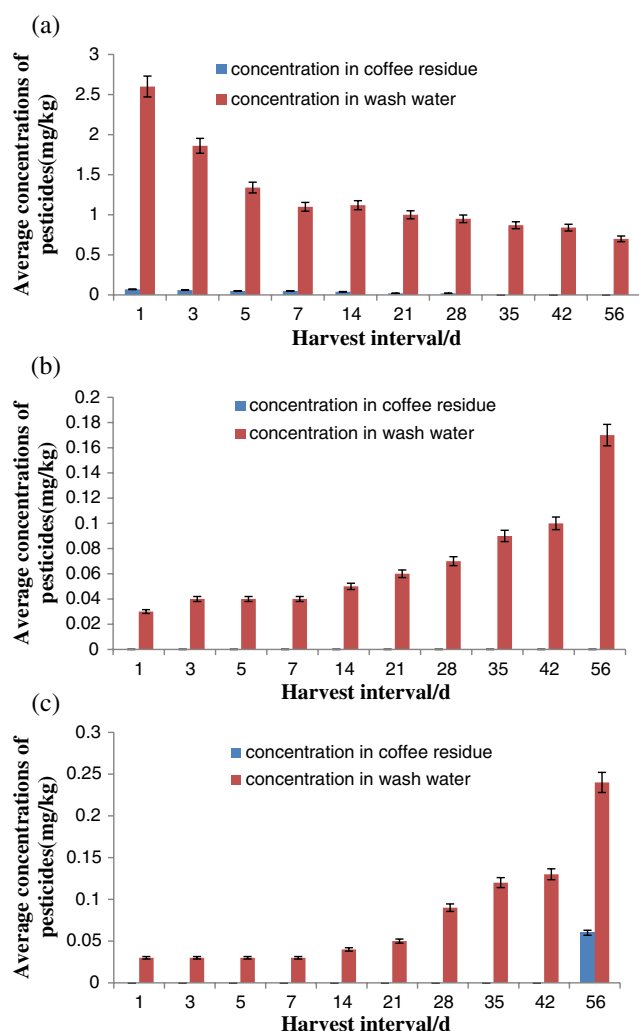 (a)
Average concentrations of
pesticides(mg/kg)
3
2.5
2
1.5
1
0.5
0
concentration in coffee residue
concentration in wash water
1 3 5 7 14 21 28 35 42 56
Harvest interval/d
(b)
Average concentrations of
pesticides(mg/kg)
0.2
0.18
0.16
0.14
0.12
0.1
0.08
0.06
0.04
0.02
0
concentration in coffee residue
concentration in wash water
1 3 5 7 14 21 28 35 42 56
Harvest interval/d
(c)
Average concentrations of
pesticides(mg/kg)
0.3
0.25
0.2
0.15
0.1
0.05
0
concentration in coffee residue
concentration in wash water
1 3 5 7 14 21 28 35 42 56
Harvest interval/d